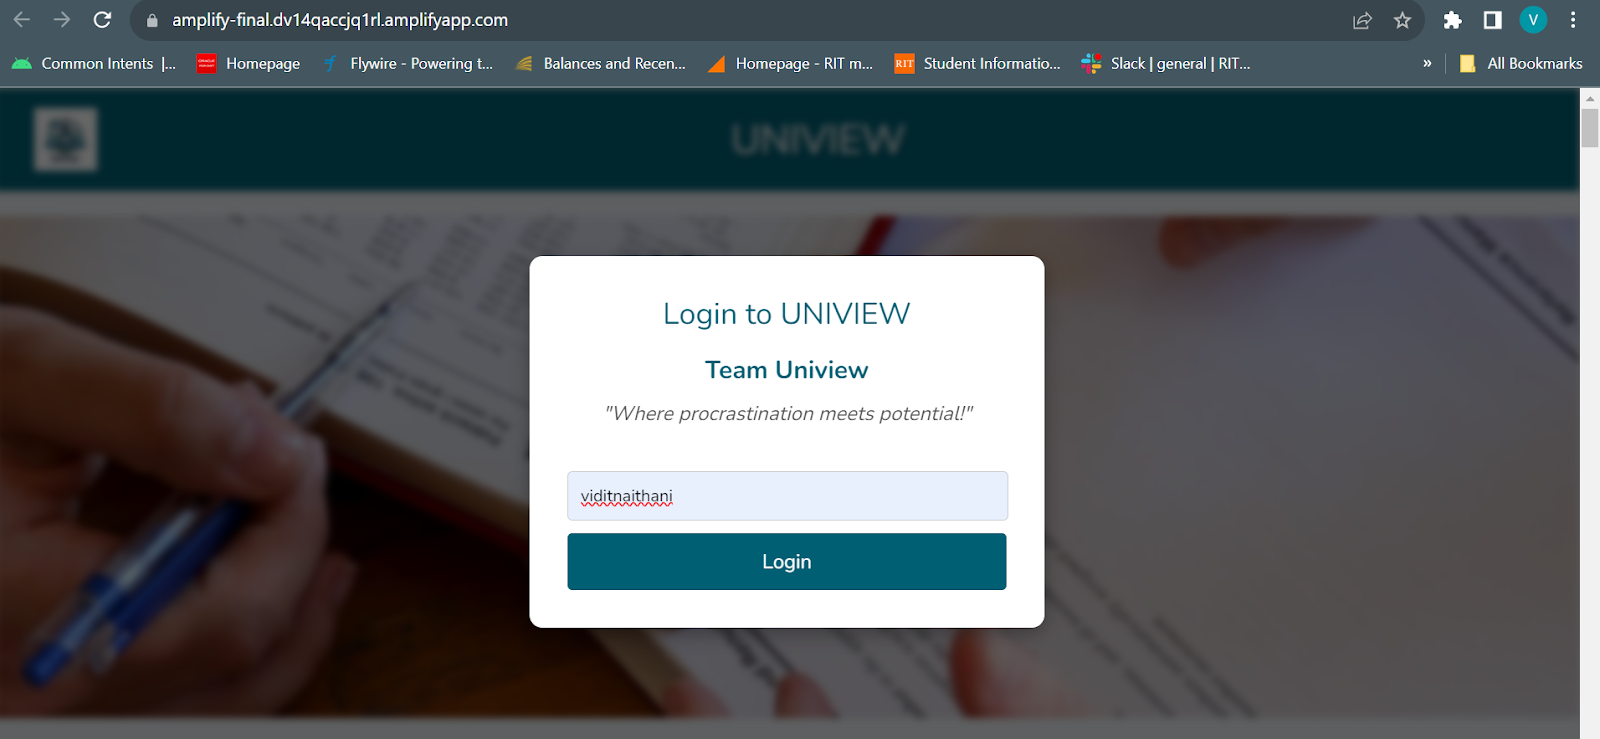 amplify-final.dv14qaccjq1rl.amplifyapp.com
V
Common Intents |... Homepage Flywire - Powering t... Balances and Recen... Homepage - RIT m... RIT Student Informatio... Slack | general | RIT... » All Bookmarks
UNIVIEW
Login to UNIVIEW
Team Uniview
"Where procrastination meets potential!"
viditnaithani
Login